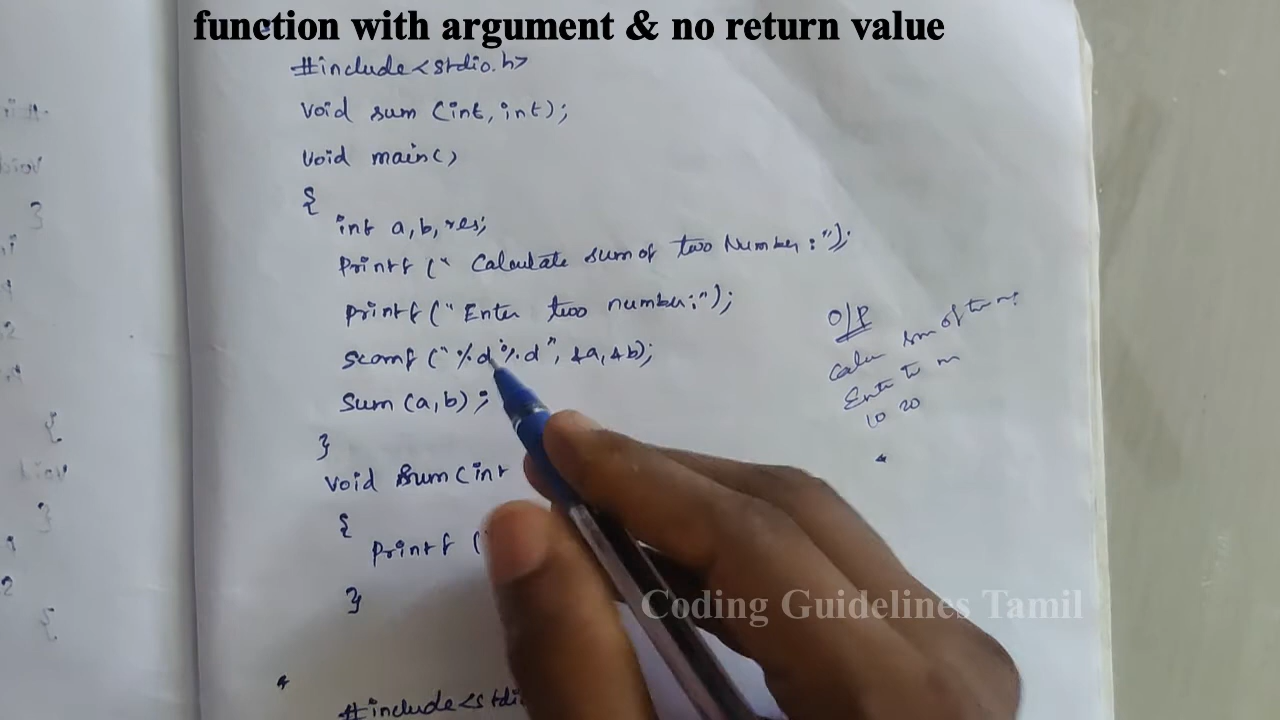 function with argument & no return value
#include<stdio.h>
void sum (int, int);
void main()
{
int a, b, res;
printf (" Calculate sum of two Number : ");
printf (" Enter two number: ");
scanf (" %d %d ", &a, &b);
Sum (a, b) ;
}
void Sum ( int
{
printf (
}
#include<stdi
O/P
sum of
10 20
Coding Guidelines Tamil